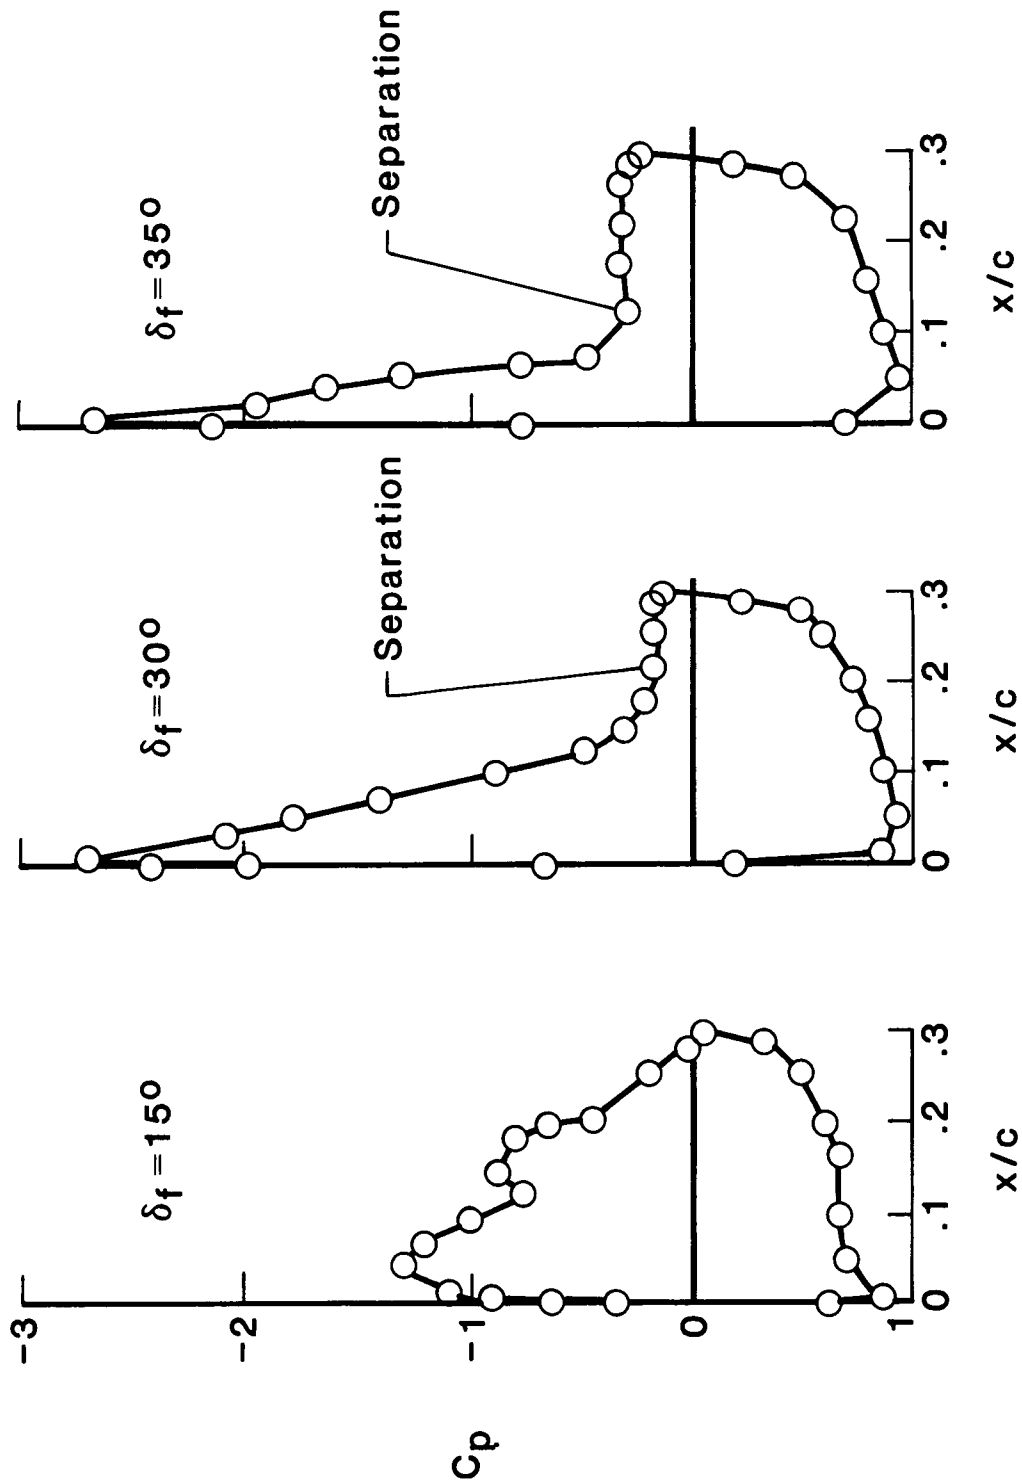 δf = 15°
δf = 30°
δf = 35°
Separation
Separation
Cp
-3
-2
-1
0
1
0
.1
.2
.3
x/c
0
.1
.2
.3
x/c
0
.1
.2
.3
x/c